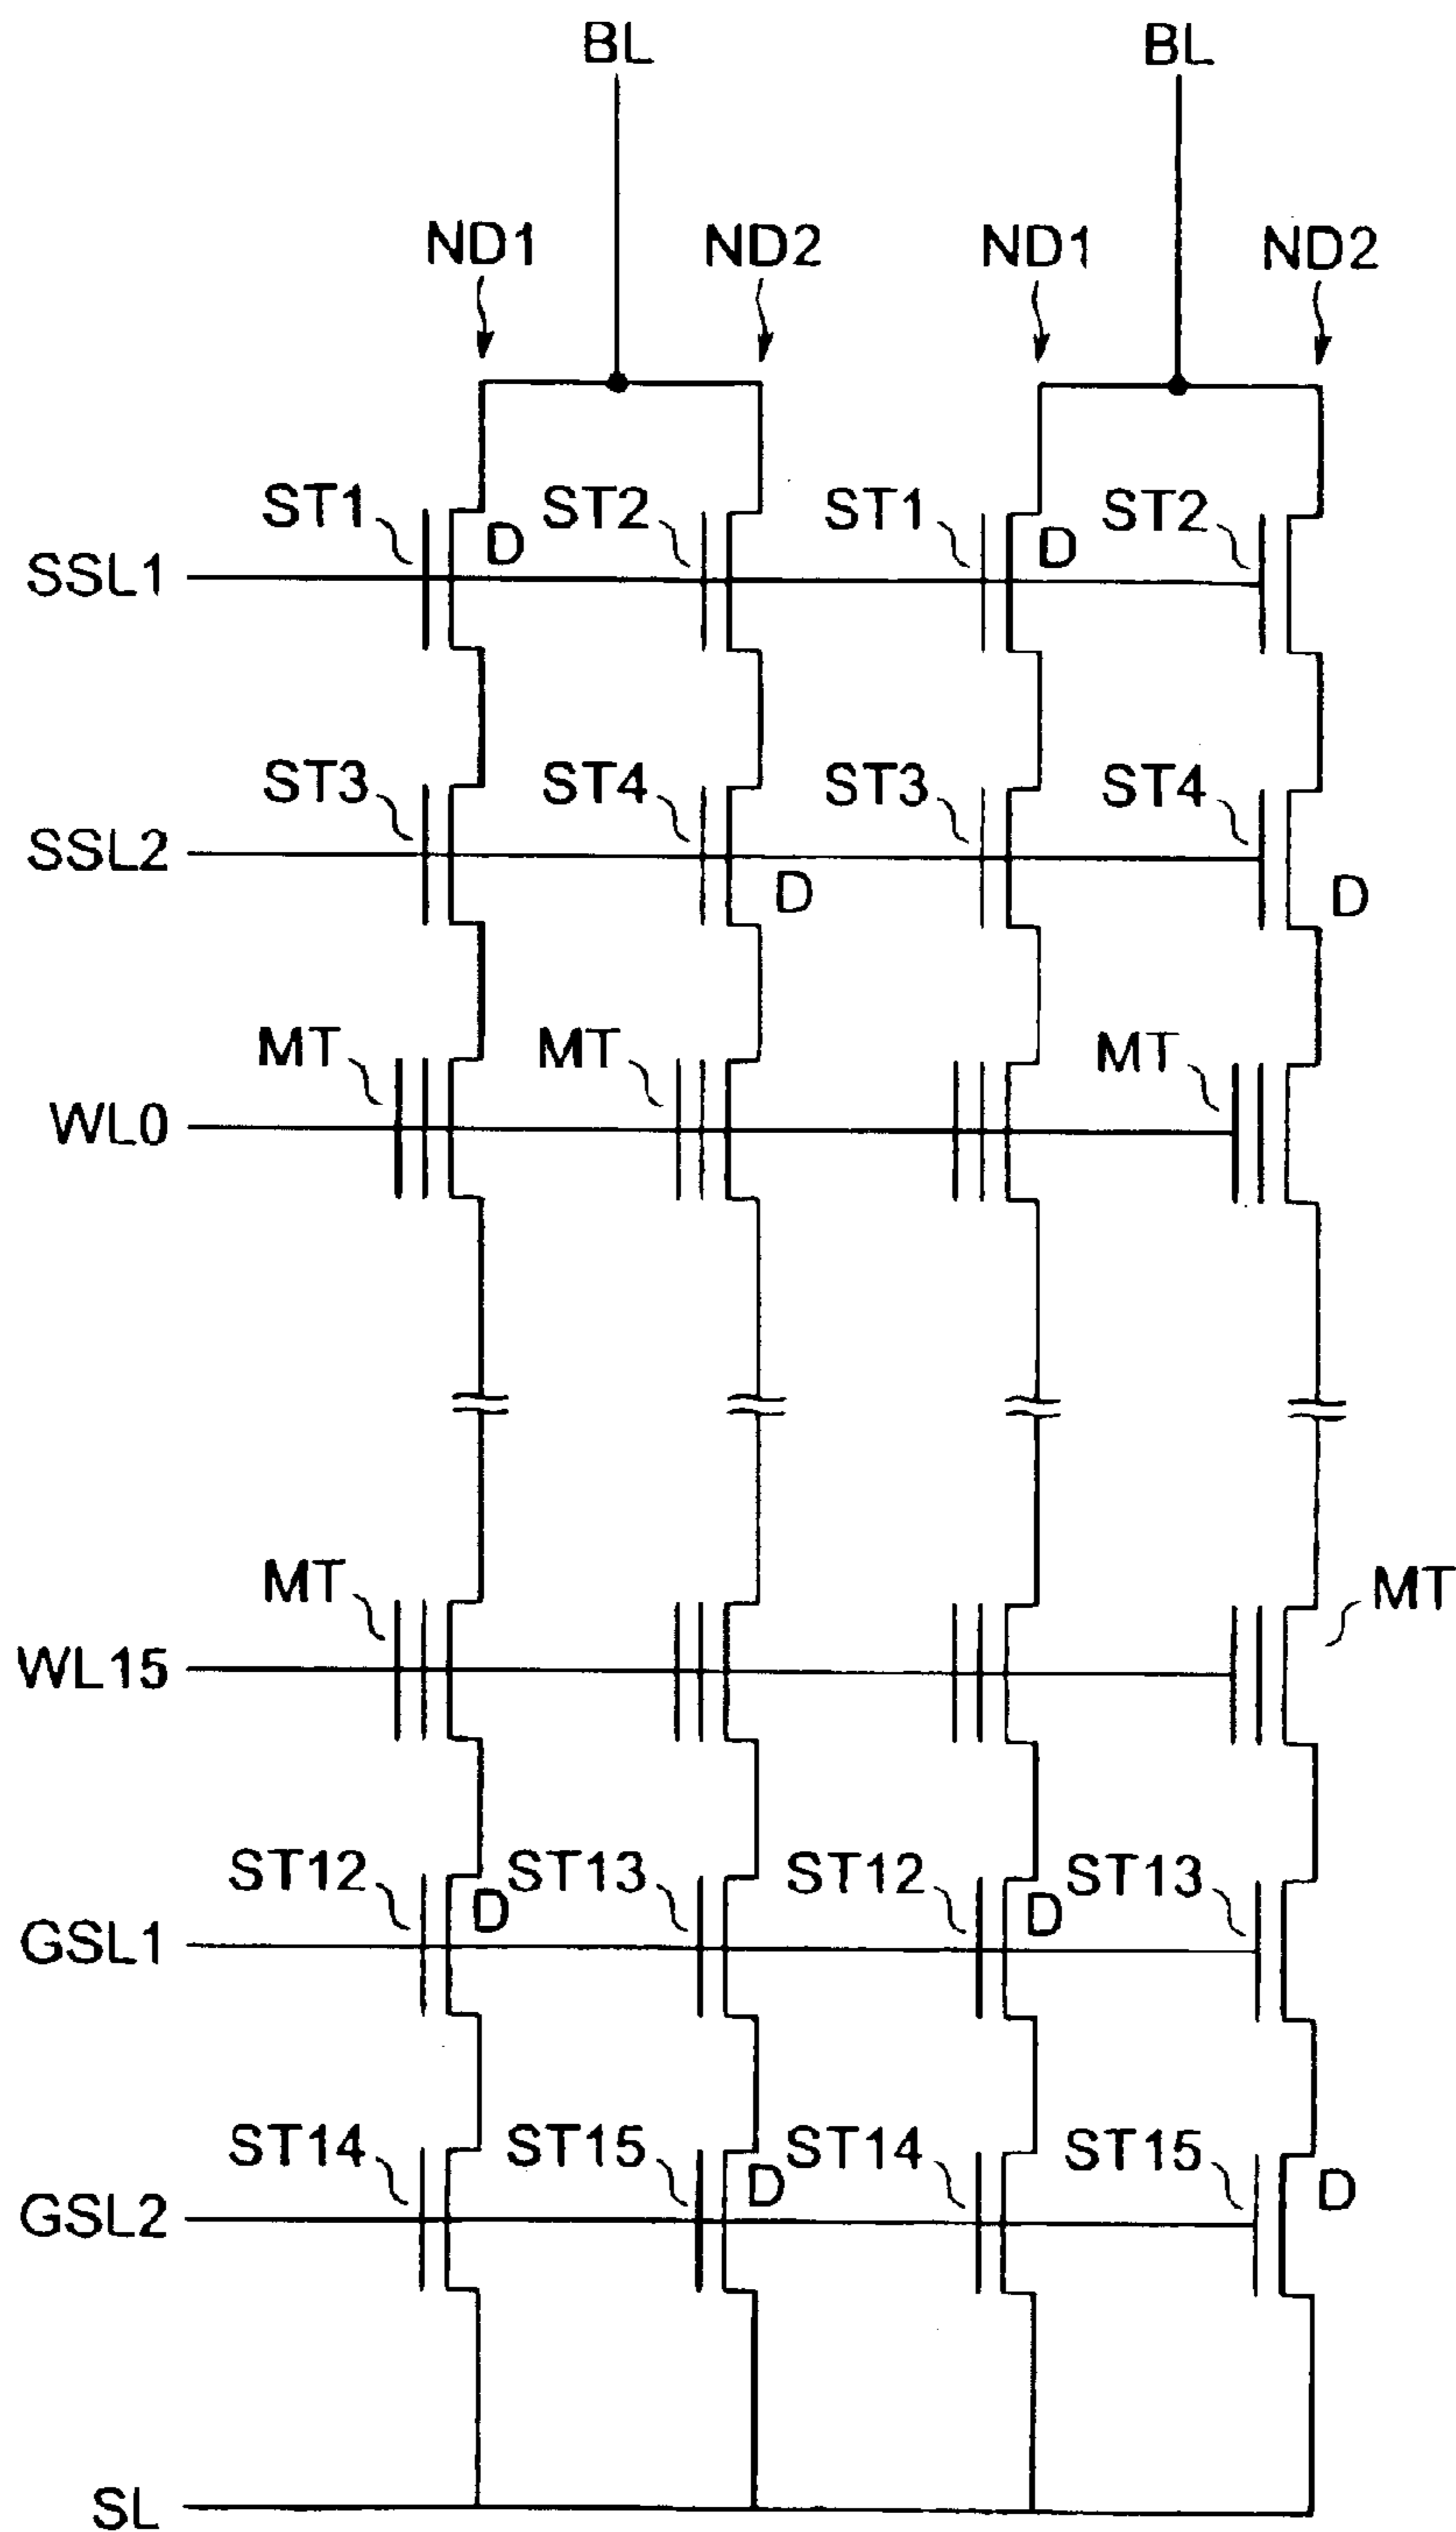 BL BL
ND1 ND2 ND1 ND2
ST1 D ST2 ST1 D ST2
SSL1
ST3 ST4 ST3 ST4
SSL2
D D
MT MT MT
WL0
MT MT
WL15
ST12 D ST13 ST12 D ST13
GSL1
ST14 ST15 D ST14 ST15 D
GSL2
SL